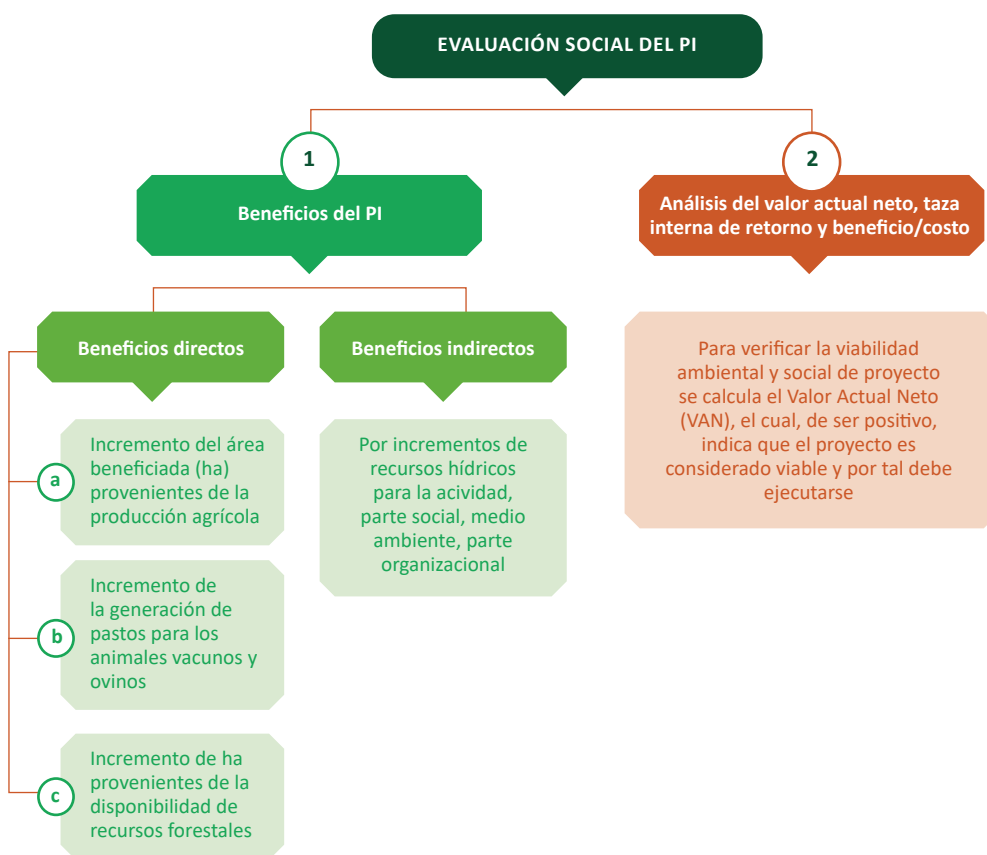 EVALUACIÓN SOCIAL DEL PI
1
Beneficios del PI
Beneficios directos
a
Incremento del área
beneficiada (ha)
provenientes de la
producción agrícola
b
Incremento de
la generación de
pastos para los
animales vacunos y
ovinos
c
Incremento de ha
provenientes de la
disponibilidad de
recursos forestales
Beneficios indirectos
Por incrementos de
recursos hídricos
para la acividad,
parte social, medio
ambiente, parte
organizacional
2
Análisis del valor actual neto, taza
interna de retorno y beneficio/costo
Para verificar la viabilidad
ambiental y social de proyecto
se calcula el Valor Actual Neto
(VAN), el cual, de ser positivo,
indica que el proyecto es
considerado viable y por tal debe
ejecutarse